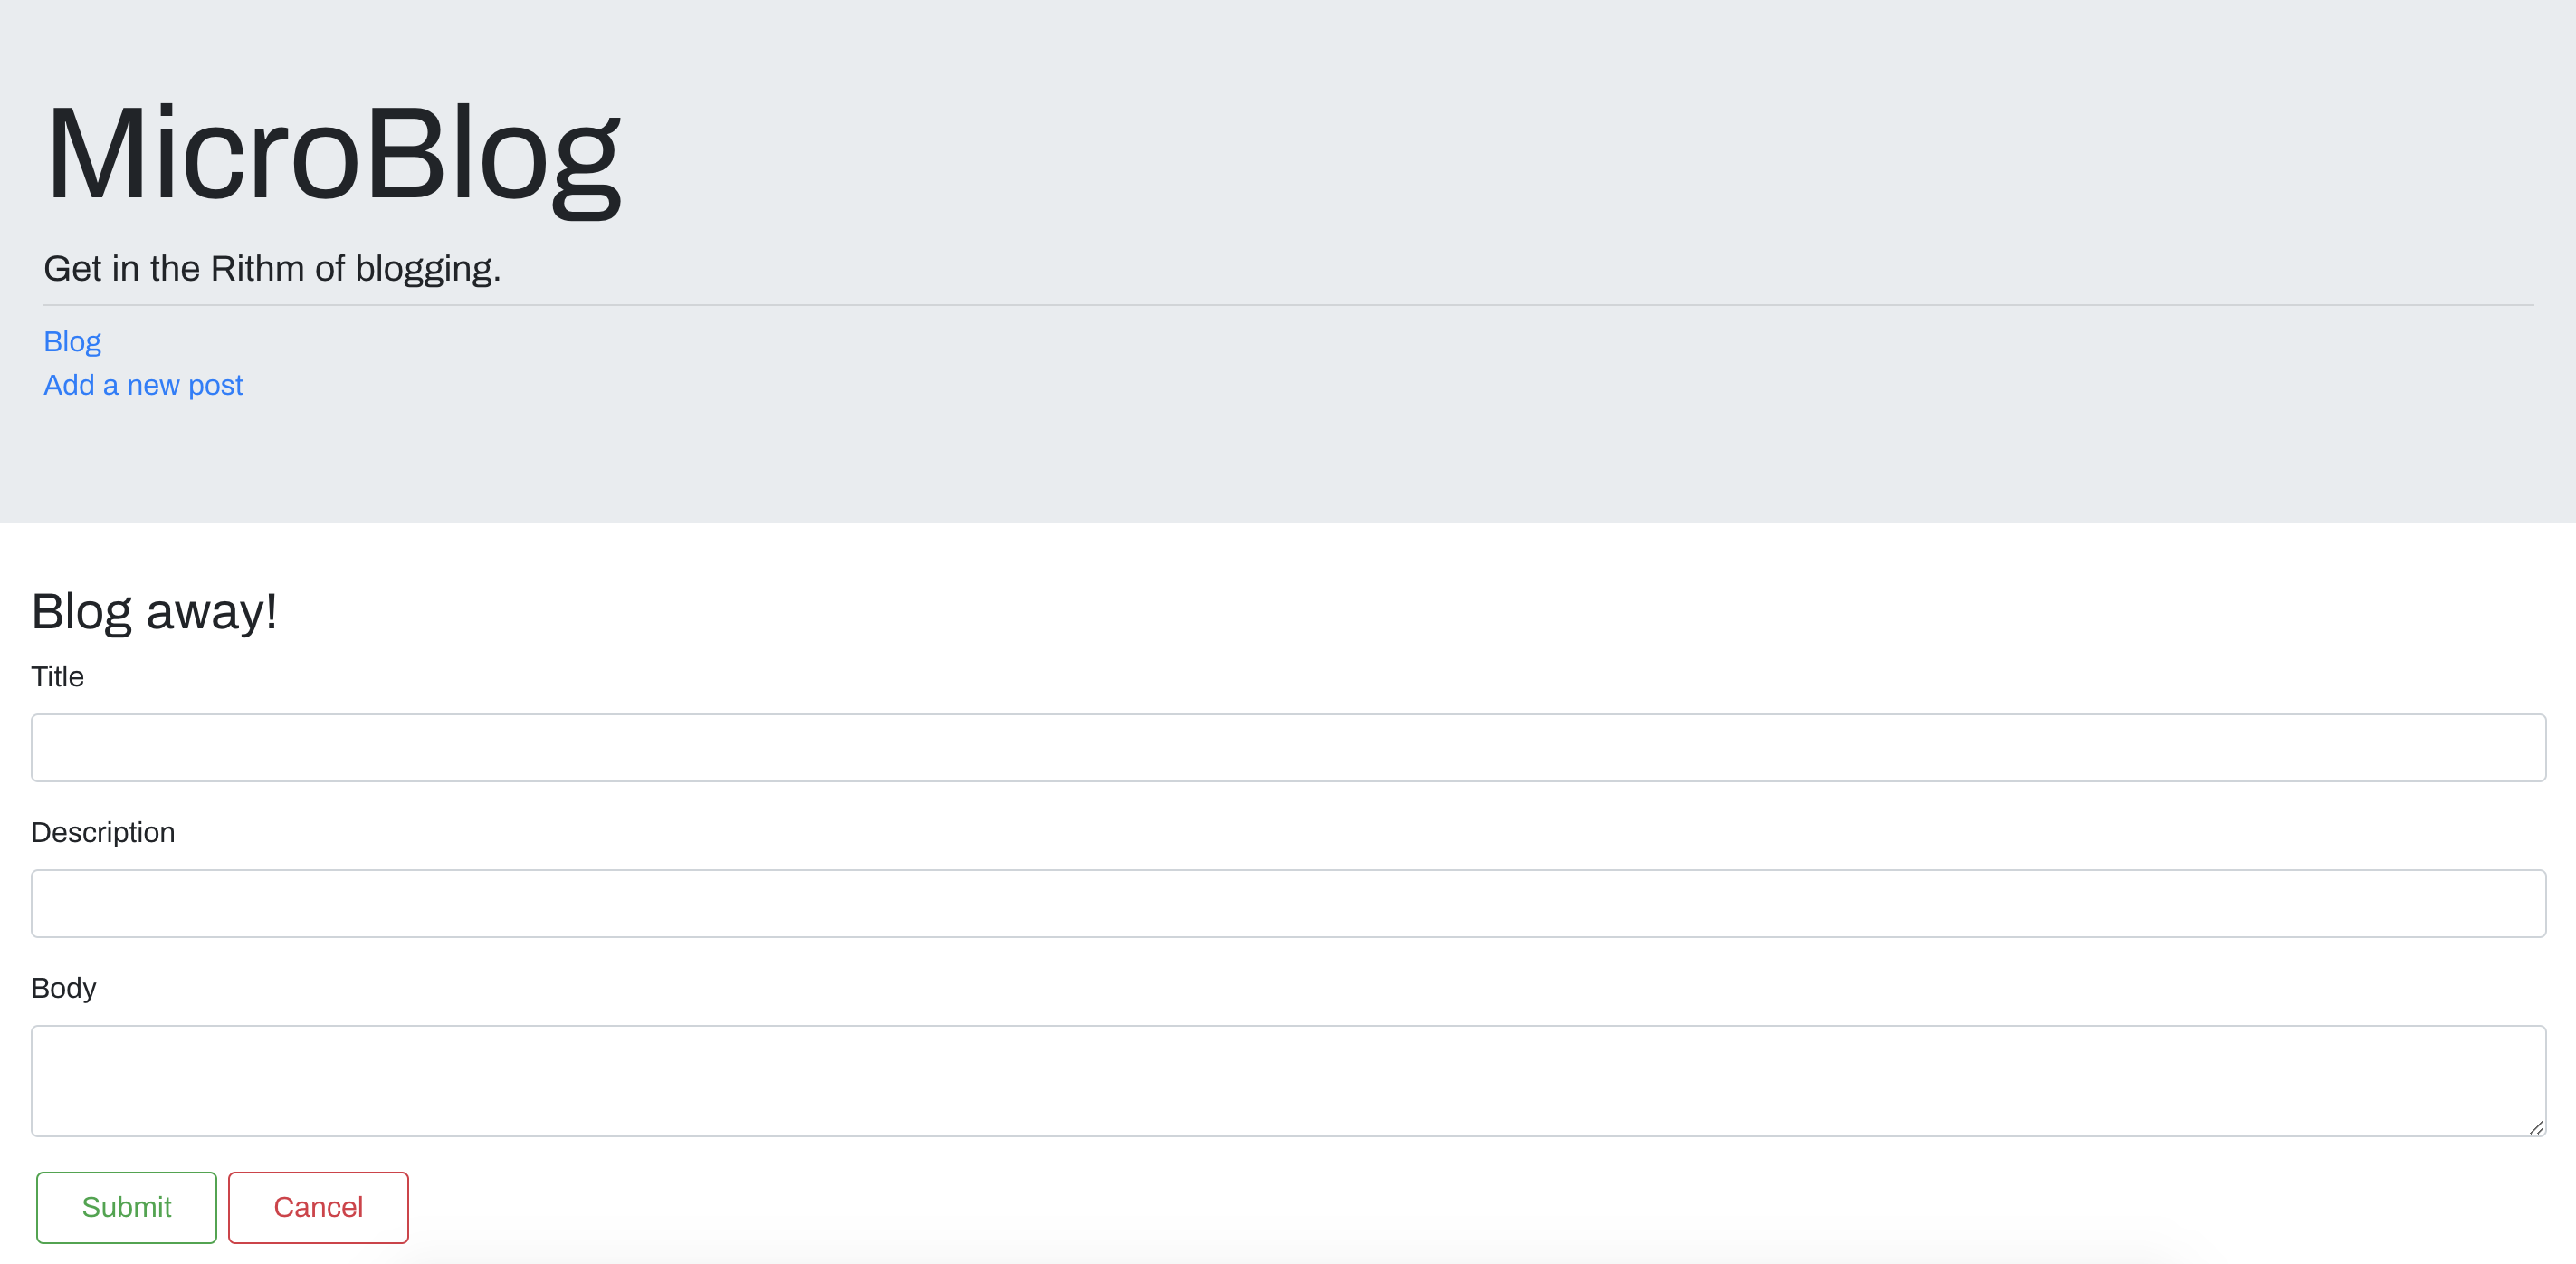 MicroBlog
Get in the Rithm of blogging.
Blog
Add a new post
Blog away!
Title
Description
Body
Submit Cancel